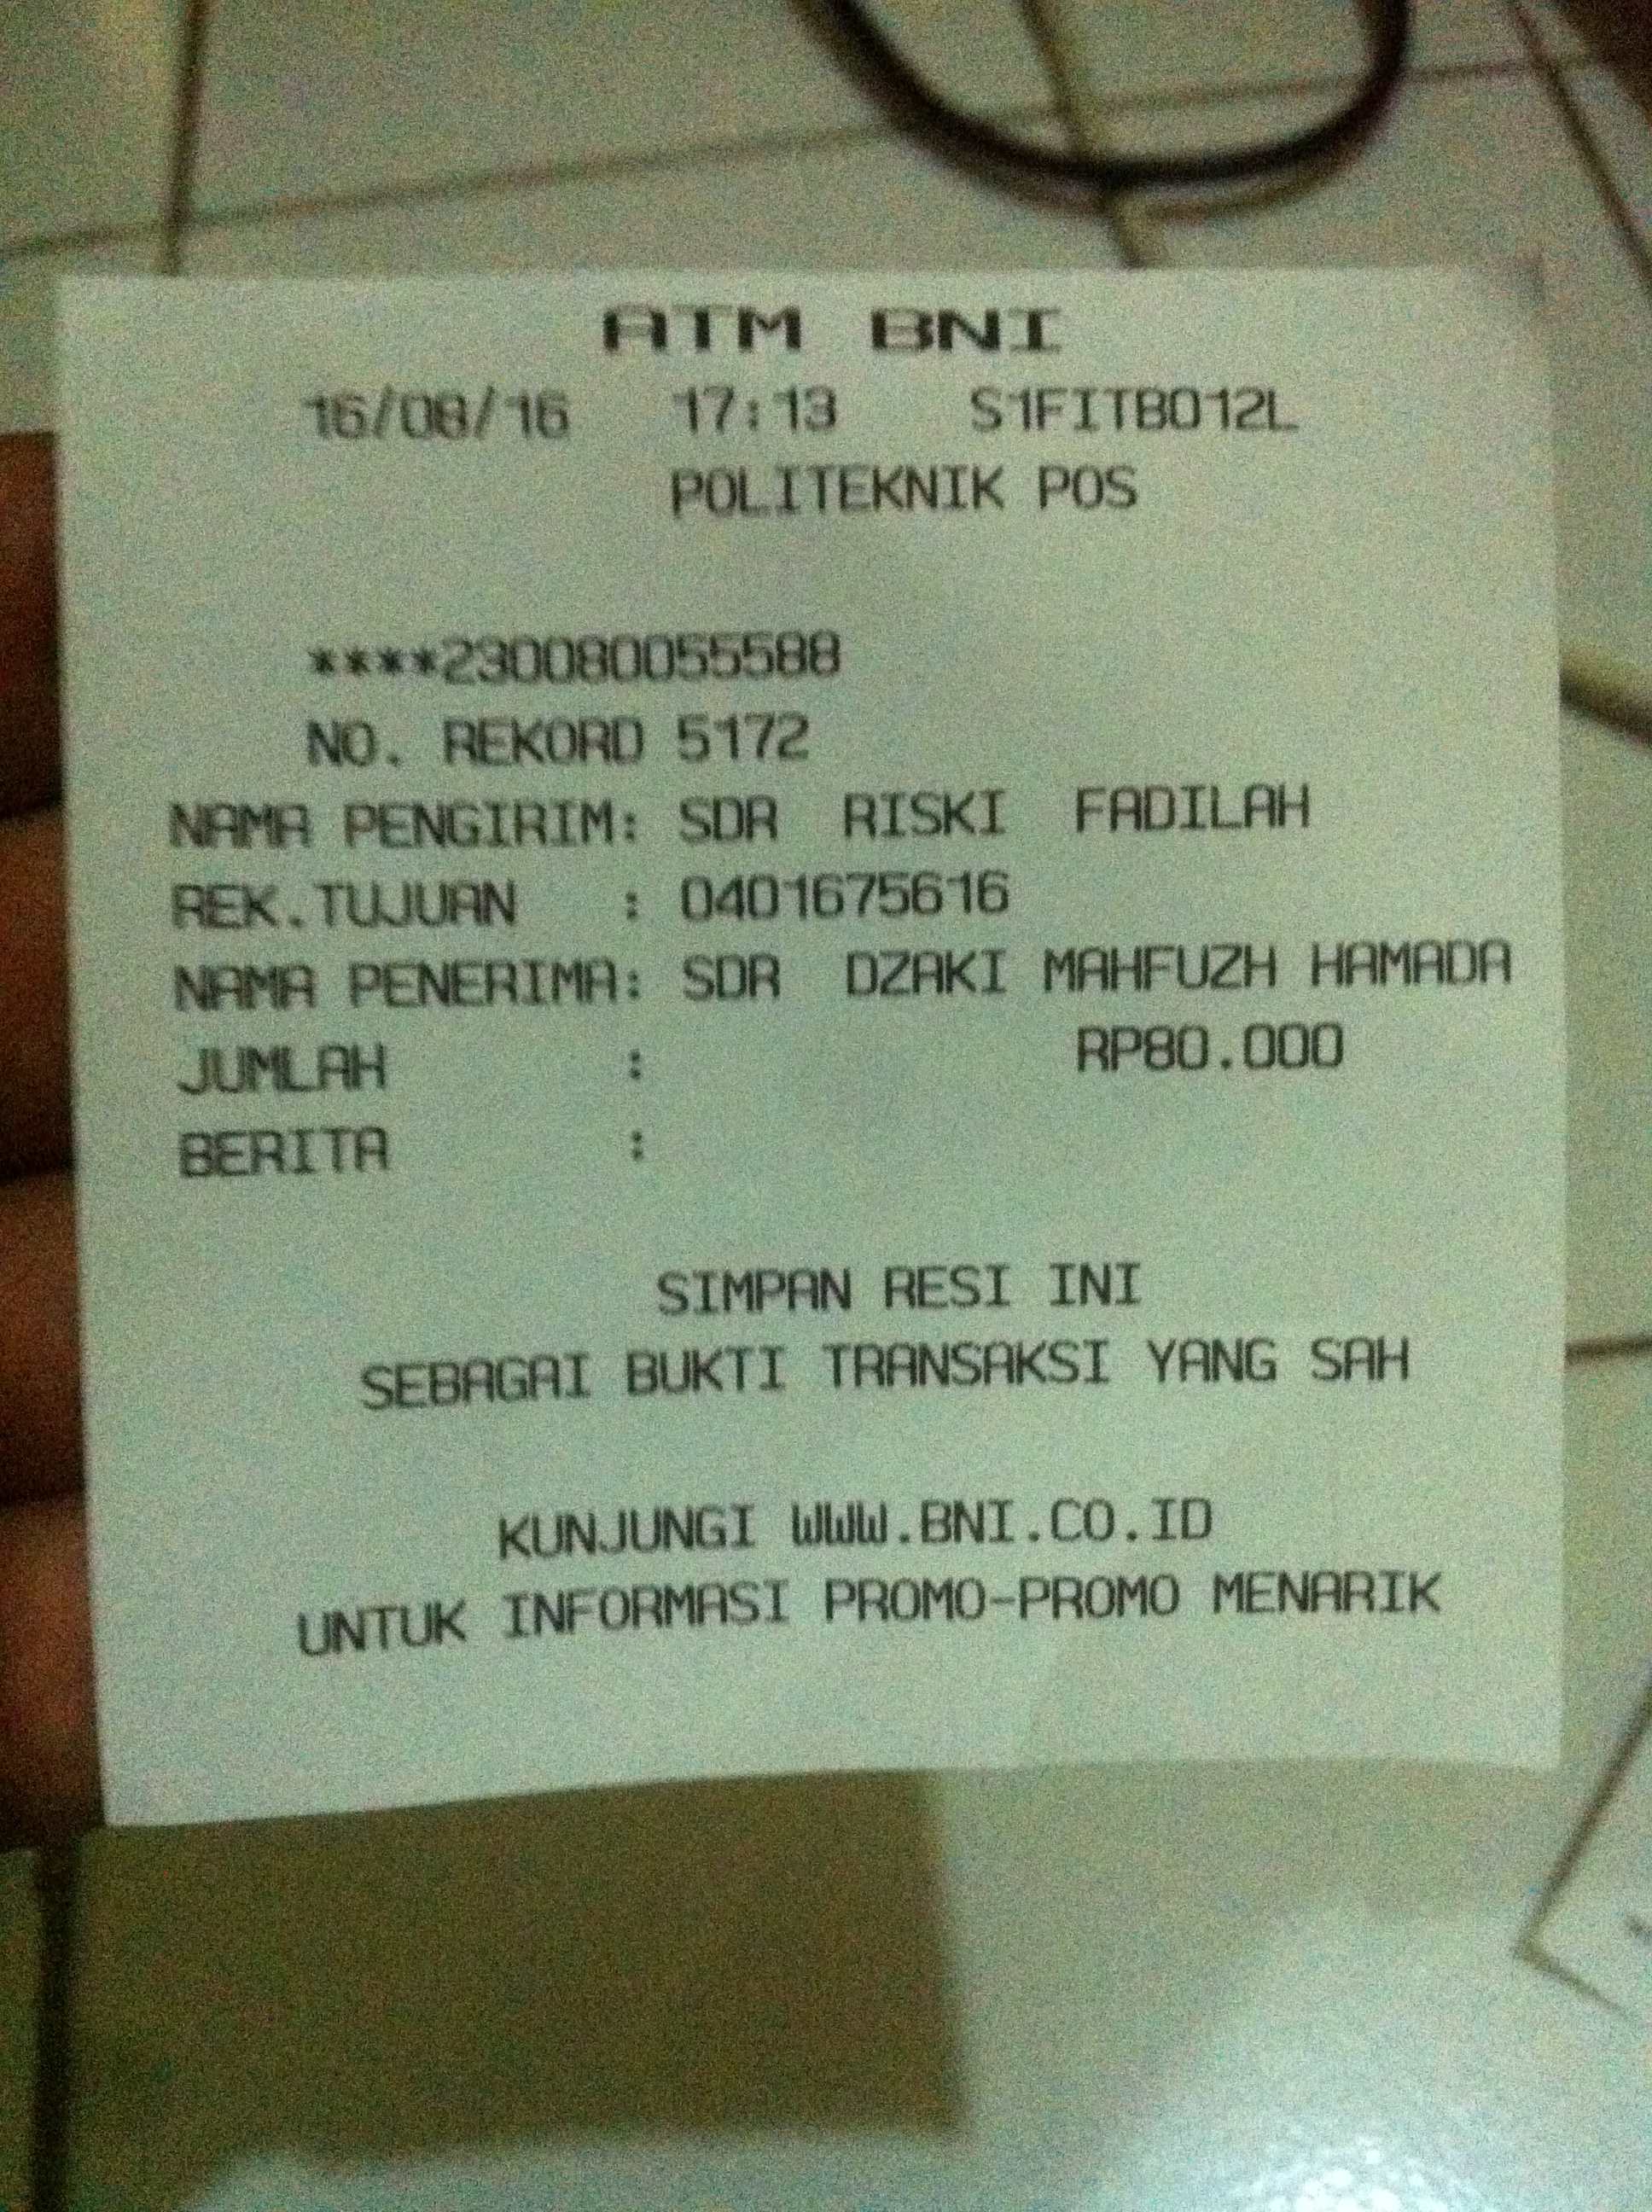 ATM BNI
16/08/16 17:13 S1FITB012L
POLITEKNIK POS
****230080055588
NO. REKORD 5172
NAMA PENGIRIM: SDR RISKI FADILAH
REK.TUJUAN : 0401675616
NAMA PENERIMA: SDR DZAKI MAHFUZH HAMADA
JUMLAH : RP80.000
BERITA :
SIMPAN RESI INI
SEBAGAI BUKTI TRANSAKSI YANG SAH
KUNJUNGI WWW.BNI.CO.ID
UNTUK INFORMASI PROMO-PROMO MENARIK